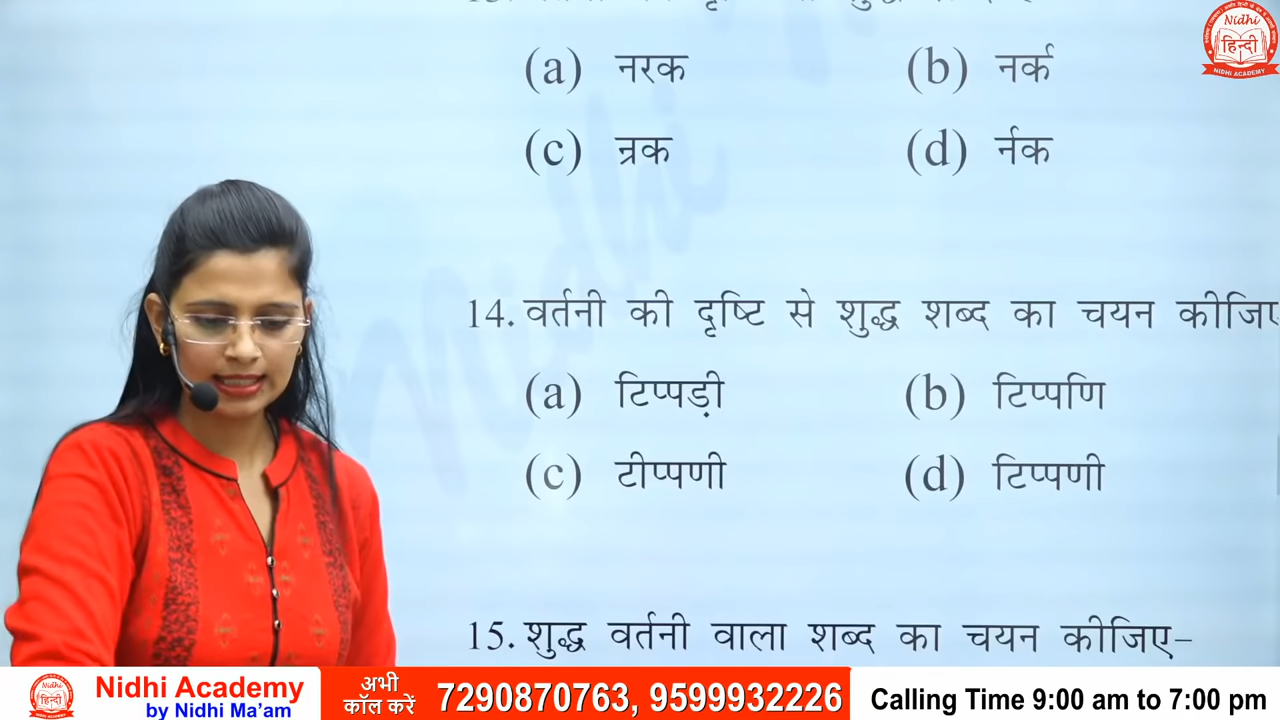 (a) नरक (b) नर्क
(c) न्रक (d) र्नक
14. वर्तनी की दृष्टि से शुद्ध शब्द का चयन कीजिए
(a) टिप्पड़ी (b) टिप्पणि
(c) टीप्पणी (d) टिप्पणी
15. शुद्ध वर्तनी वाला शब्द का चयन कीजिए–
Nidhi
हिन्दी
NIDHI ACADEMY
Nidhi
Nidhi
हिन्दी
Nidhi Academy
by Nidhi Ma'am
अभी
कॉल करें
7290870763, 9599932226
Calling Time 9:00 am to 7:00 pm